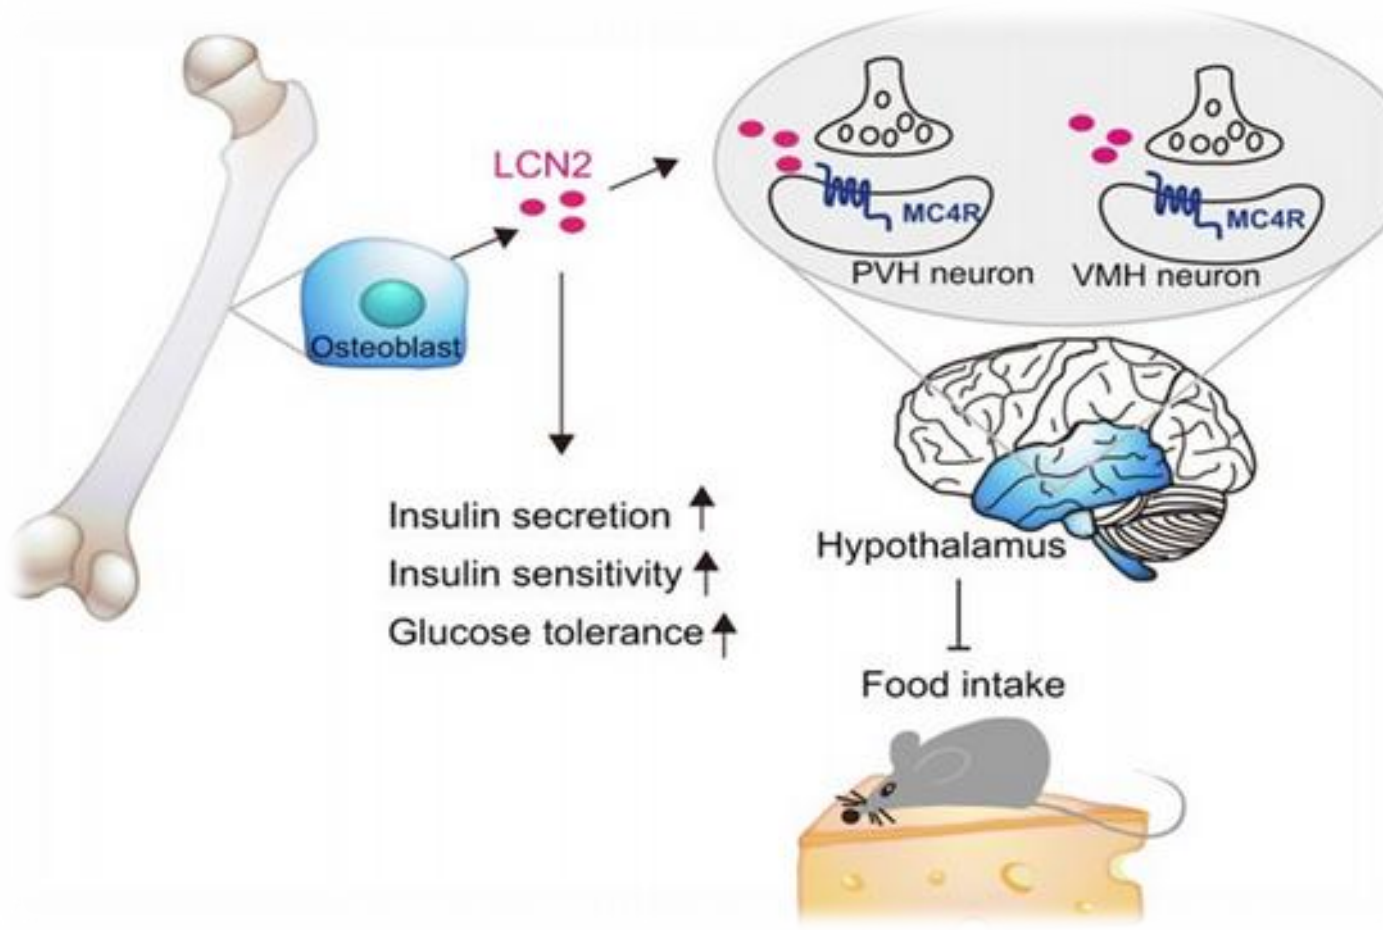 LCN2
MC4R
MC4R
PVH neuron
VMH neuron
Osteoblast
Insulin secretion
Insulin sensitivity
Glucose tolerance
Hypothalamus
Food intake